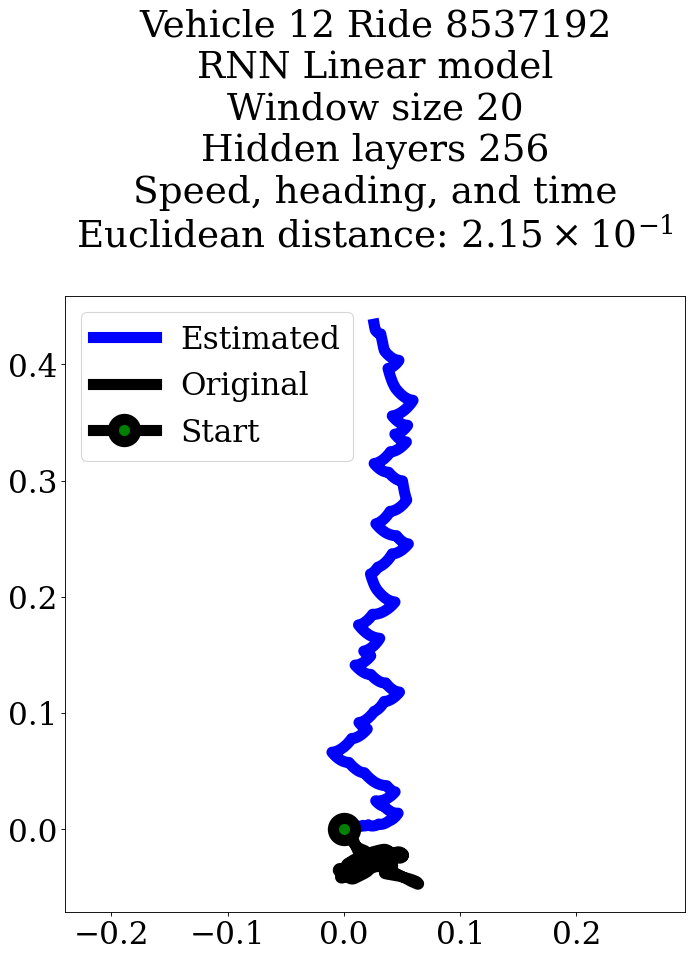 Vehicle 12 Ride 8537192
RNN Linear model
Window size 20
Hidden layers 256
Speed, heading, and time
Euclidean distance: 2.15 × 10⁻¹
Estimated
Original
Start
0.4
0.3
0.2
0.1
0.0
−0.2 −0.1 0.0 0.1 0.2